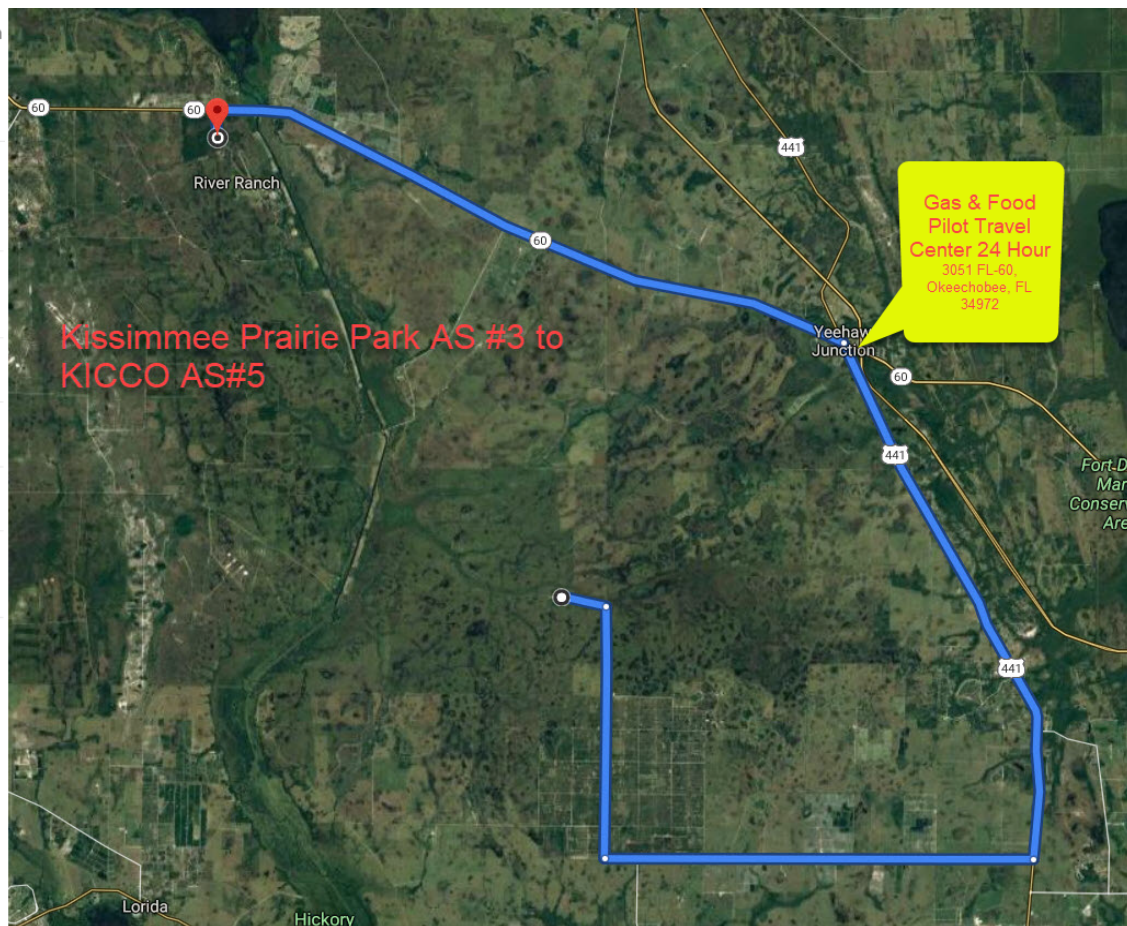 60
60
441
River Ranch
Gas & Food
Pilot Travel
Center 24 Hour
3051 FL-60,
Okeechobee, FL
34972
60
Kissimmee Prairie Park AS #3 to
KICCO AS#5
Yeehaw
Junction
60
441
Fort D
Mar
Conserv
Are
441
Lorida
Hickory